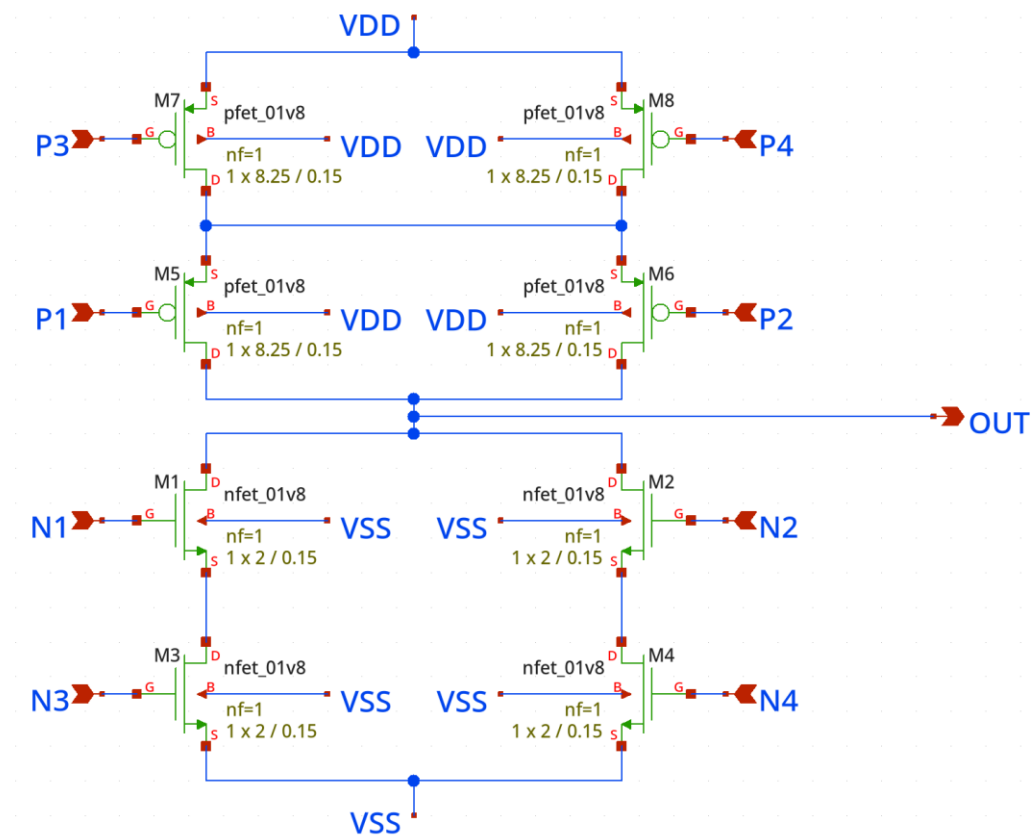 VDD
M7
S
pfet_01v8
G
B
P3
VDD
nf=1
1 x 8.25 / 0.15
D
M8
S
pfet_01v8
B
G
VDD
P4
nf=1
1 x 8.25 / 0.15
D
M5
S
pfet_01v8
G
B
P1
VDD
nf=1
1 x 8.25 / 0.15
D
M6
S
pfet_01v8
B
G
VDD
P2
nf=1
1 x 8.25 / 0.15
D
OUT
M1
D
nfet_01v8
G
B
N1
VSS
nf=1
1 x 2 / 0.15
S
M2
D
nfet_01v8
B
G
VSS
N2
nf=1
1 x 2 / 0.15
S
M3
D
nfet_01v8
G
B
N3
VSS
nf=1
1 x 2 / 0.15
S
M4
D
nfet_01v8
B
G
VSS
N4
nf=1
1 x 2 / 0.15
S
VSS